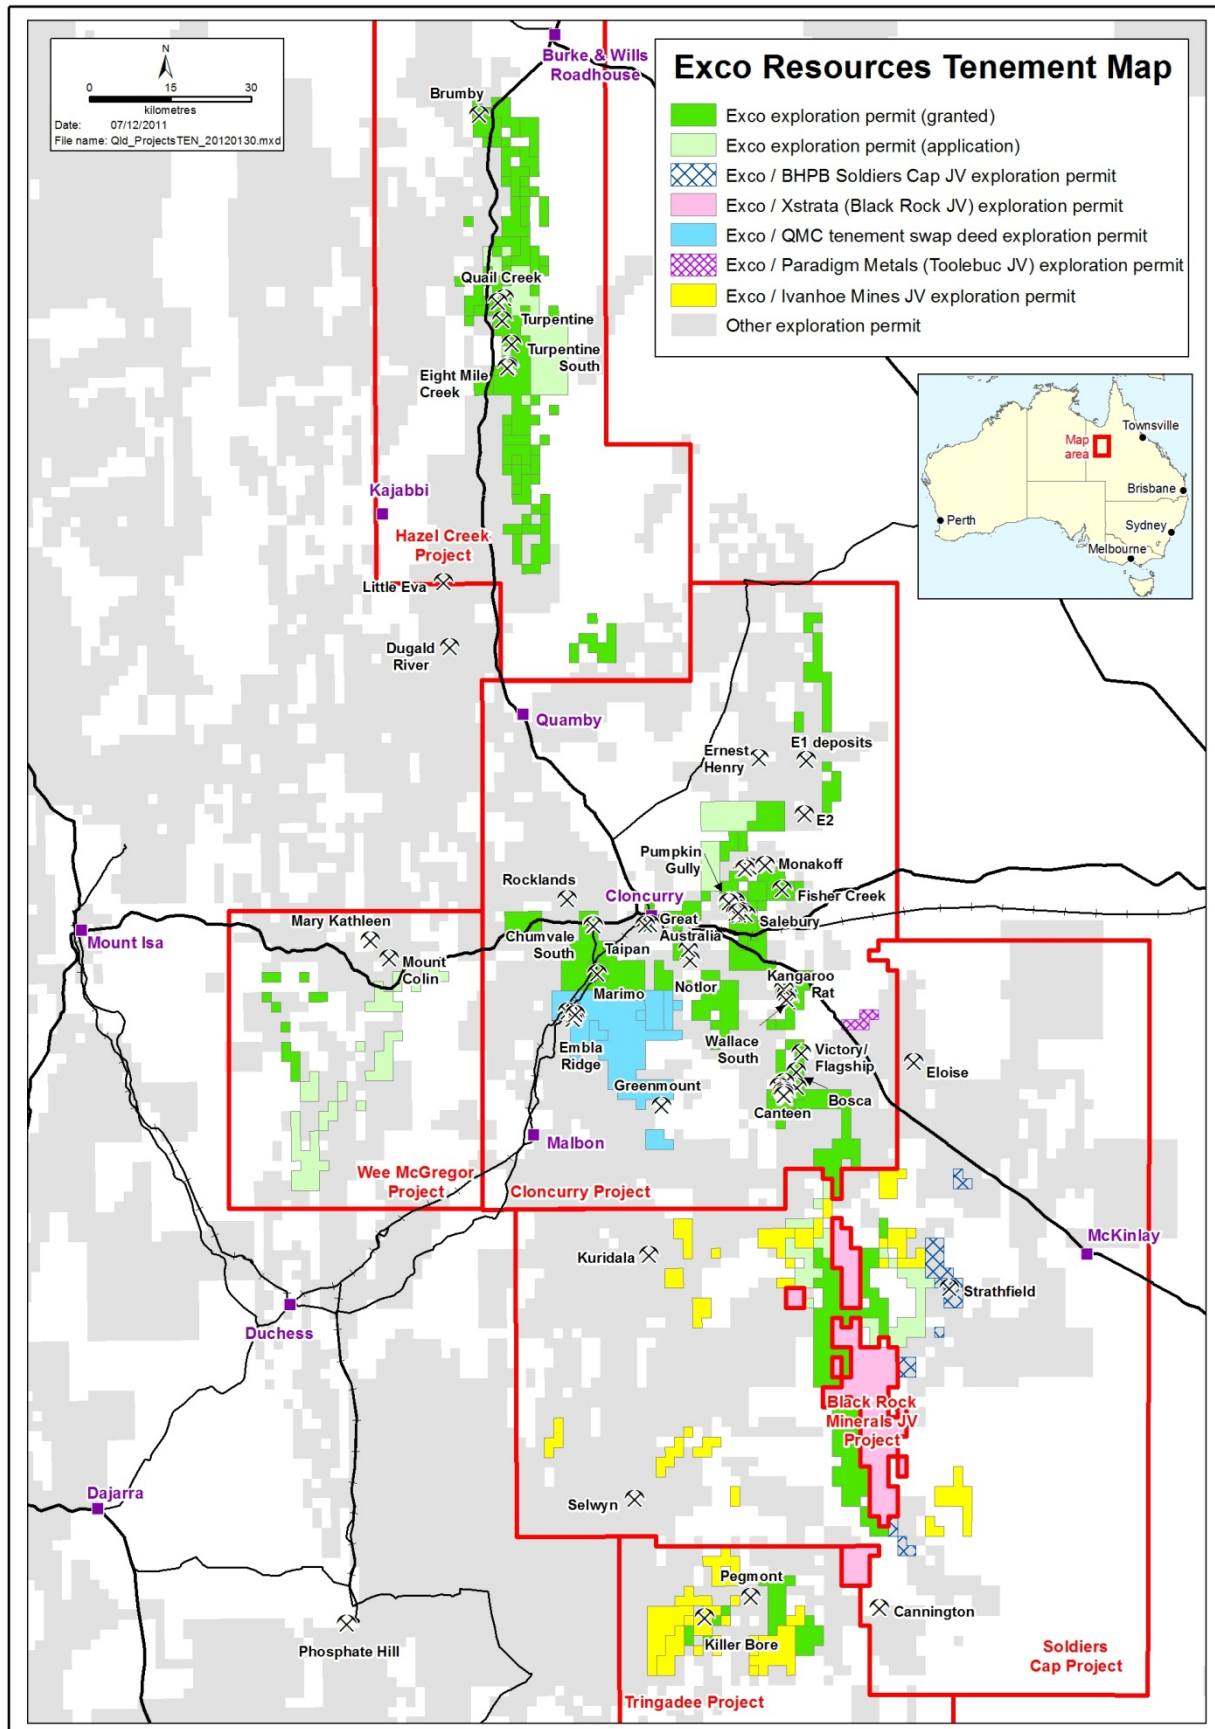 N
0 15 30
kilometres
Date: 07/12/2011
File name: Qld_ProjectsTEN_20120130.mxd
Exco Resources Tenement Map
Exco exploration permit (granted)
Exco exploration permit (application)
Exco / BHPB Soldiers Cap JV exploration permit
Exco / Xstrata (Black Rock JV) exploration permit
Exco / QMC tenement swap deed exploration permit
Exco / Paradigm Metals (Toolebuc JV) exploration permit
Exco / Ivanhoe Mines JV exploration permit
Other exploration permit
Map
area
Townsville
Brisbane
Perth
Sydney
Melbourne
Burke & Wills
Roadhouse
Brumby
Quail Creek
Turpentine
Turpentine
South
Eight Mile
Creek
Kajabbi
Hazel Creek
Project
Little Eva
Dugald
River
Quamby
Ernest
Henry
E1 deposits
E2
Pumpkin
Gully
Monakoff
Fisher Creek
Rocklands
Cloncurry
Great
Australia
Salebury
Mary Kathleen
Mount Isa
Mount
Colin
Chumvale
South
Taipan
Marimo
Notlor
Kangaroo
Rat
Wallace
South
Embla
Ridge
Victory/
Flagship
Eloise
Greenmount
Bosca
Canteen
Malbon
Wee McGregor
Project
Cloncurry Project
Kuridala
McKinlay
Strathfield
Duchess
Black Rock
Minerals JV
Project
Dajarra
Selwyn
Pegmont
Cannington
Killer Bore
Phosphate Hill
Soldiers
Cap Project
Tringadee Project